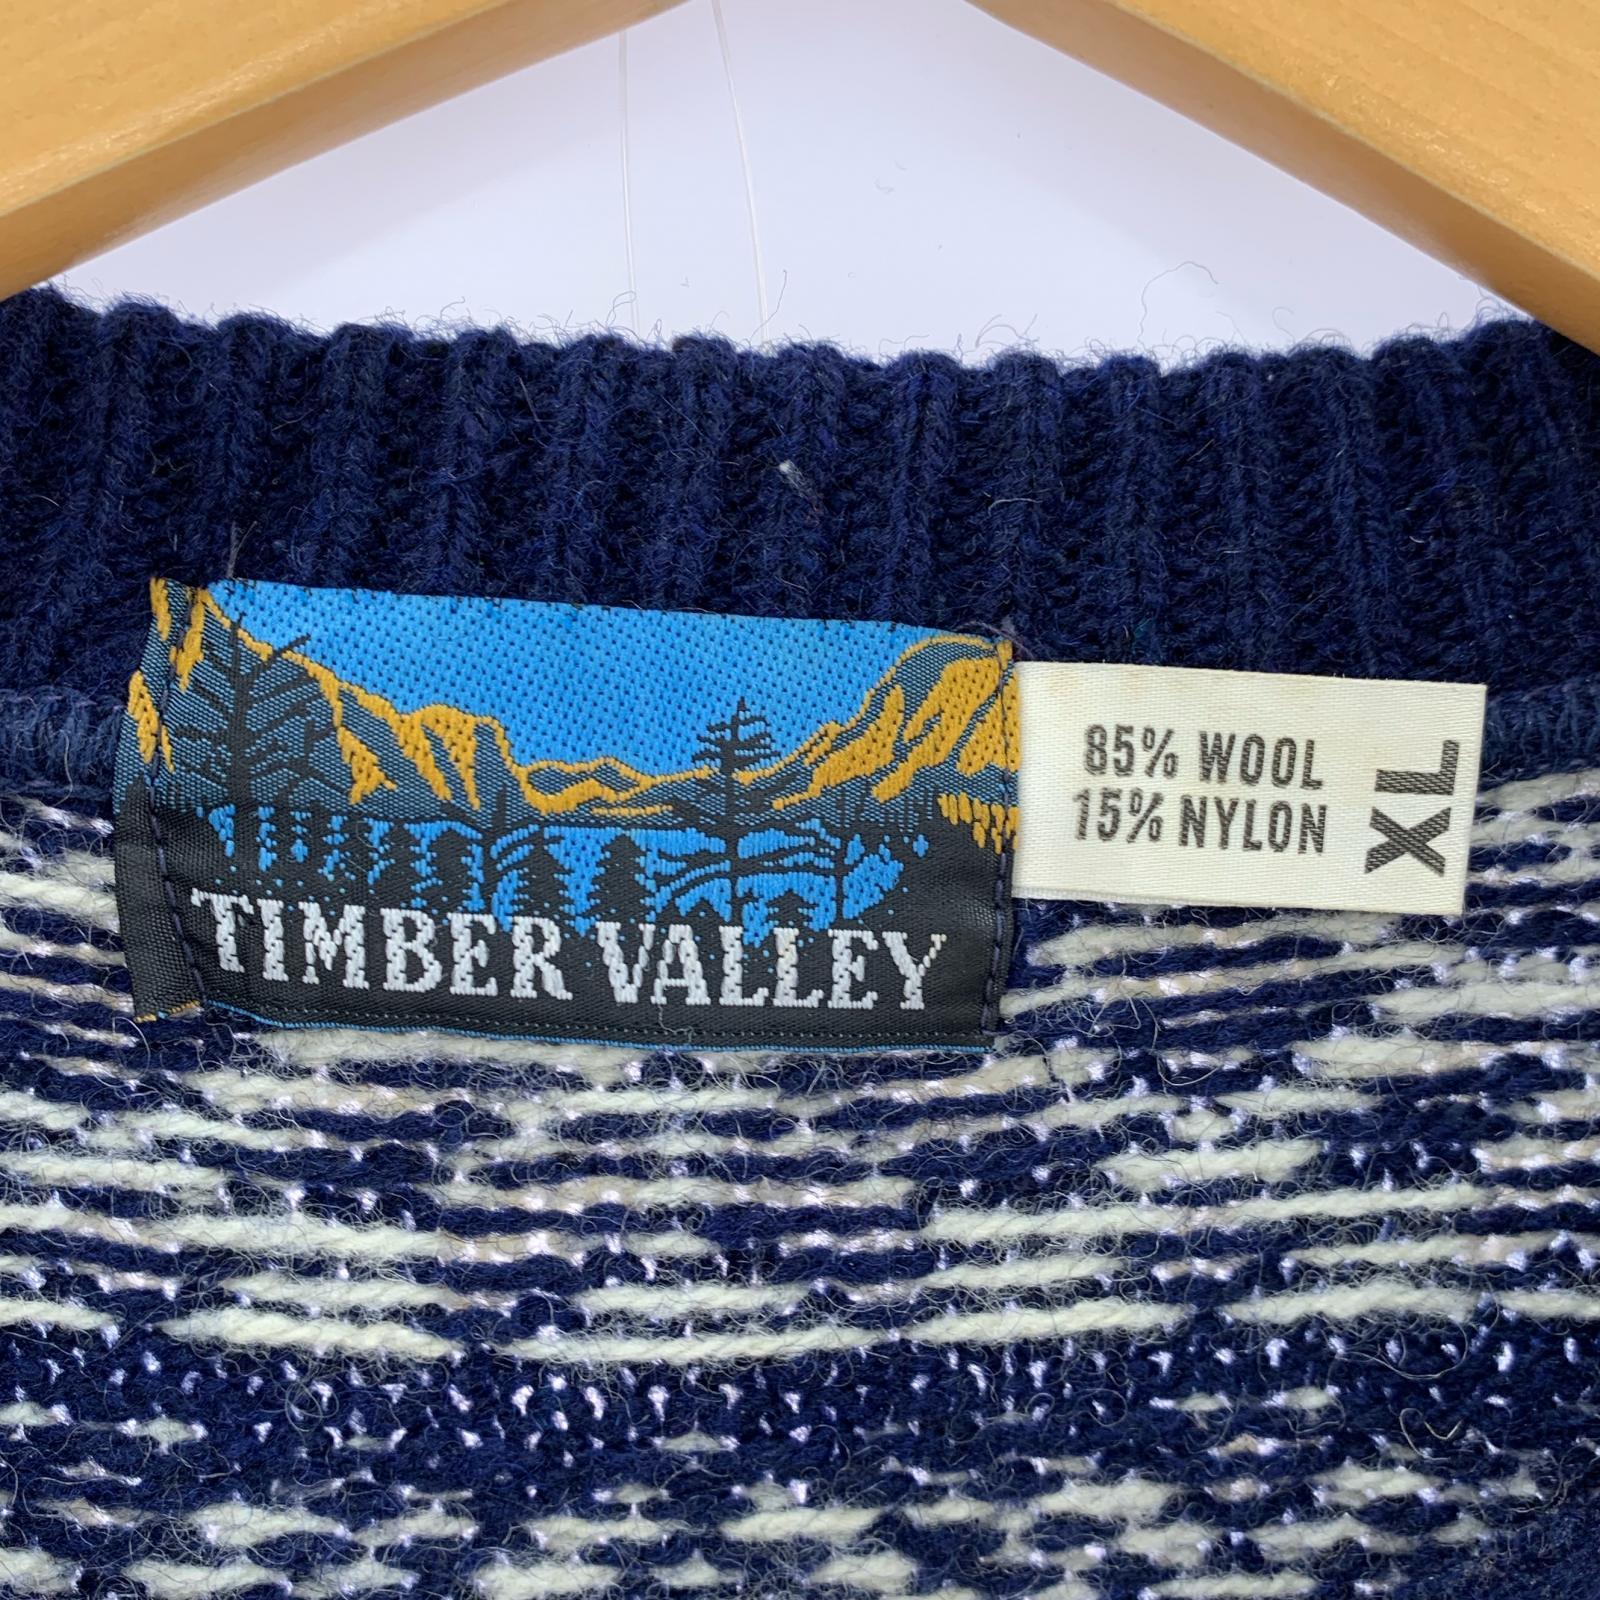 TIMBER VALLEY
85% WOOL
15% NYLON
XL